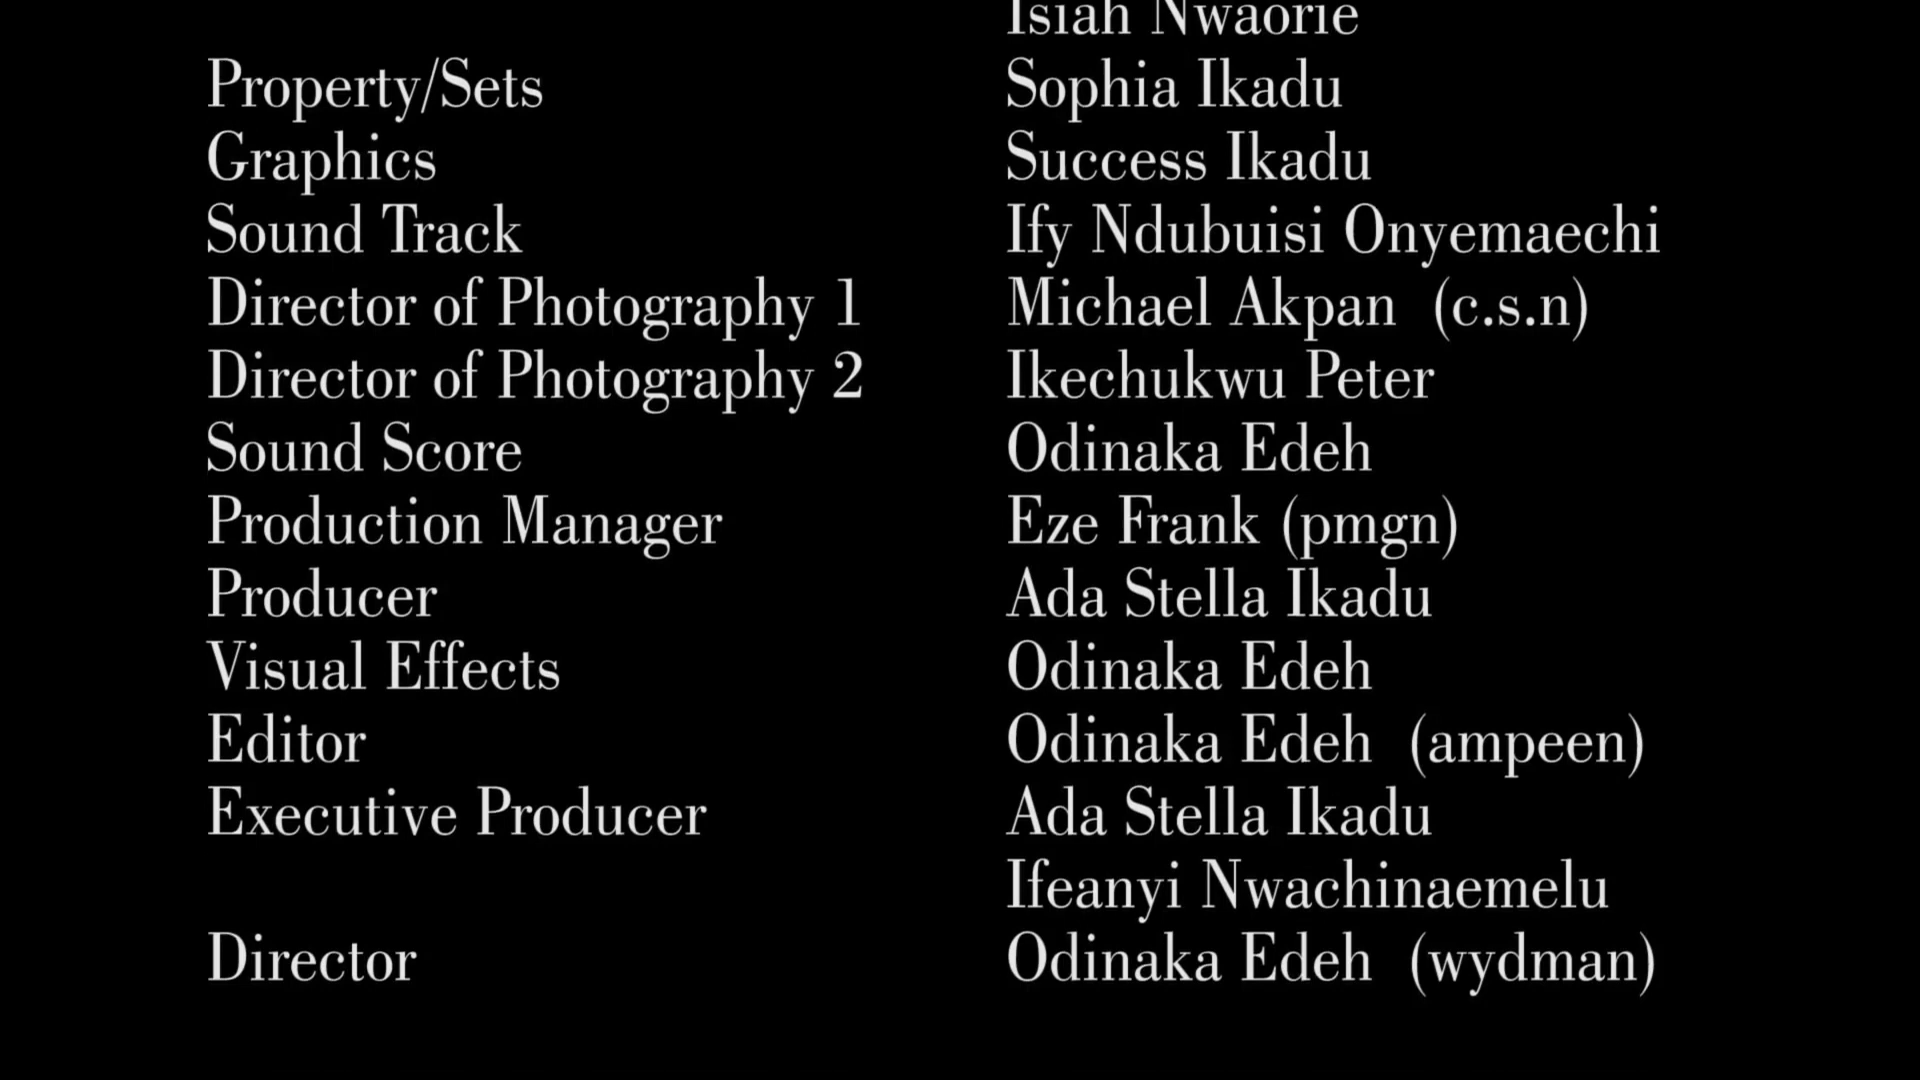 Isiah Nwaorie
Property/Sets Sophia Ikadu
Graphics Success Ikadu
Sound Track Ify Ndubuisi Onyemaechi
Director of Photography 1 Michael Akpan (c.s.n)
Director of Photography 2 Ikechukwu Peter
Sound Score Odinaka Edeh
Production Manager Eze Frank (pmgn)
Producer Ada Stella Ikadu
Visual Effects Odinaka Edeh
Editor Odinaka Edeh (ampeen)
Executive Producer Ada Stella Ikadu
Ifeanyi Nwachinaemelu
Director Odinaka Edeh (wydman)